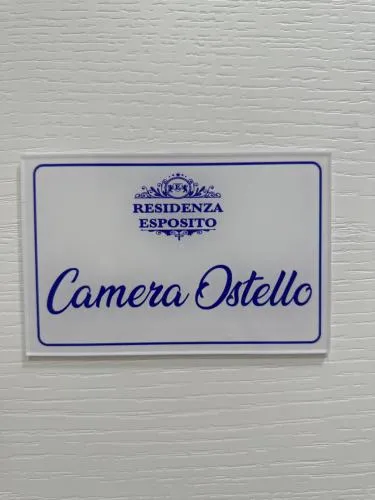 E
RESIDENZA
ESPOSITO
Camera Ostello